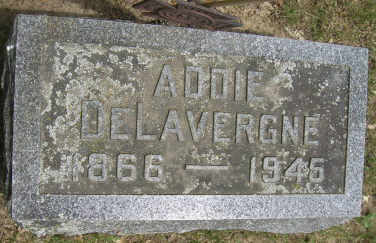 ADDIE
DELAVERGNE
1866 — 1945